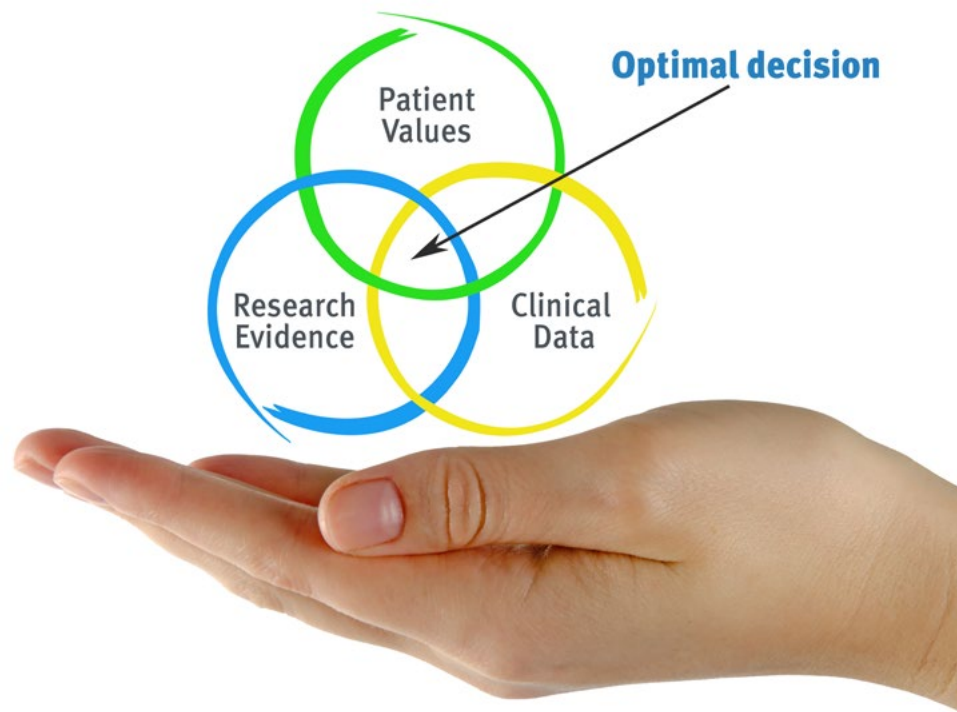 Optimal decision
Patient
Values
Research
Evidence
Clinical
Data